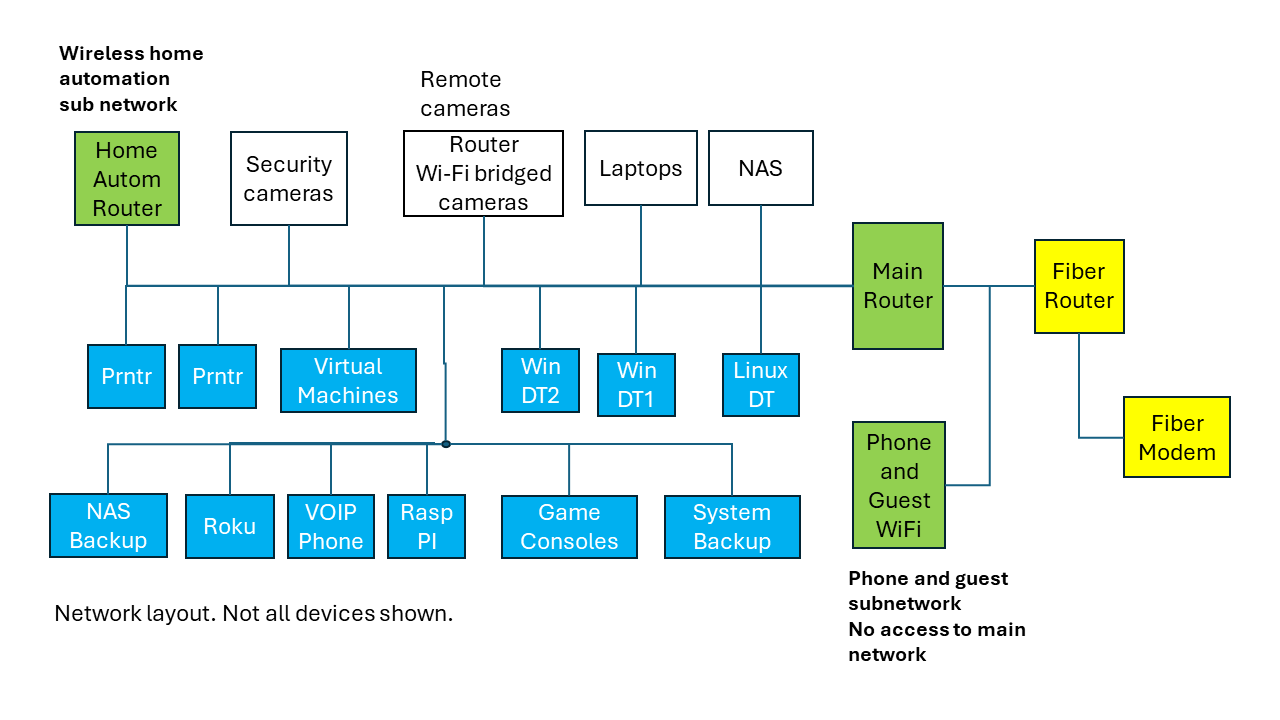 Wireless home
automation
sub network
Remote
cameras
Home
Autom
Router
Security
cameras
Router
Wi-Fi bridged
cameras
Laptops
NAS
Main
Router
Fiber
Router
Prntr
Prntr
Virtual
Machines
Win
DT2
Win
DT1
Linux
DT
Fiber
Modem
Phone
and
Guest
WiFi
NAS
Backup
Roku
VOIP
Phone
Rasp
PI
Game
Consoles
System
Backup
Phone and guest
subnetwork
No access to main
network
Network layout. Not all devices shown.